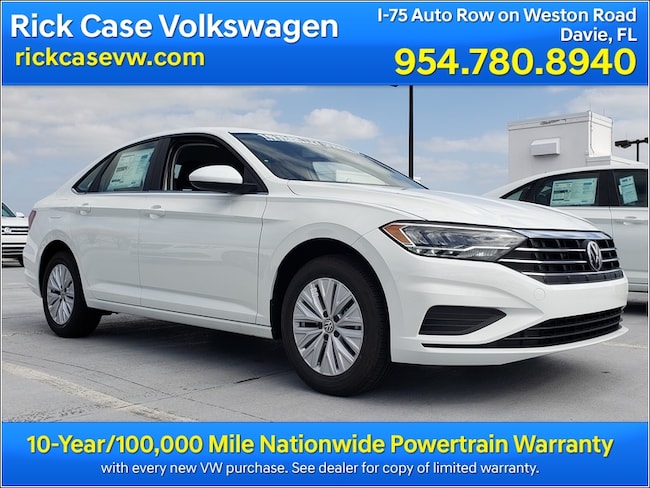 Rick Case Volkswagen
rickcasevw.com
I-75 Auto Row on Weston Road
Davie, FL
954.780.8940
10-Year/100,000 Mile Nationwide Powertrain Warranty
with every new VW purchase. See dealer for copy of limited warranty.